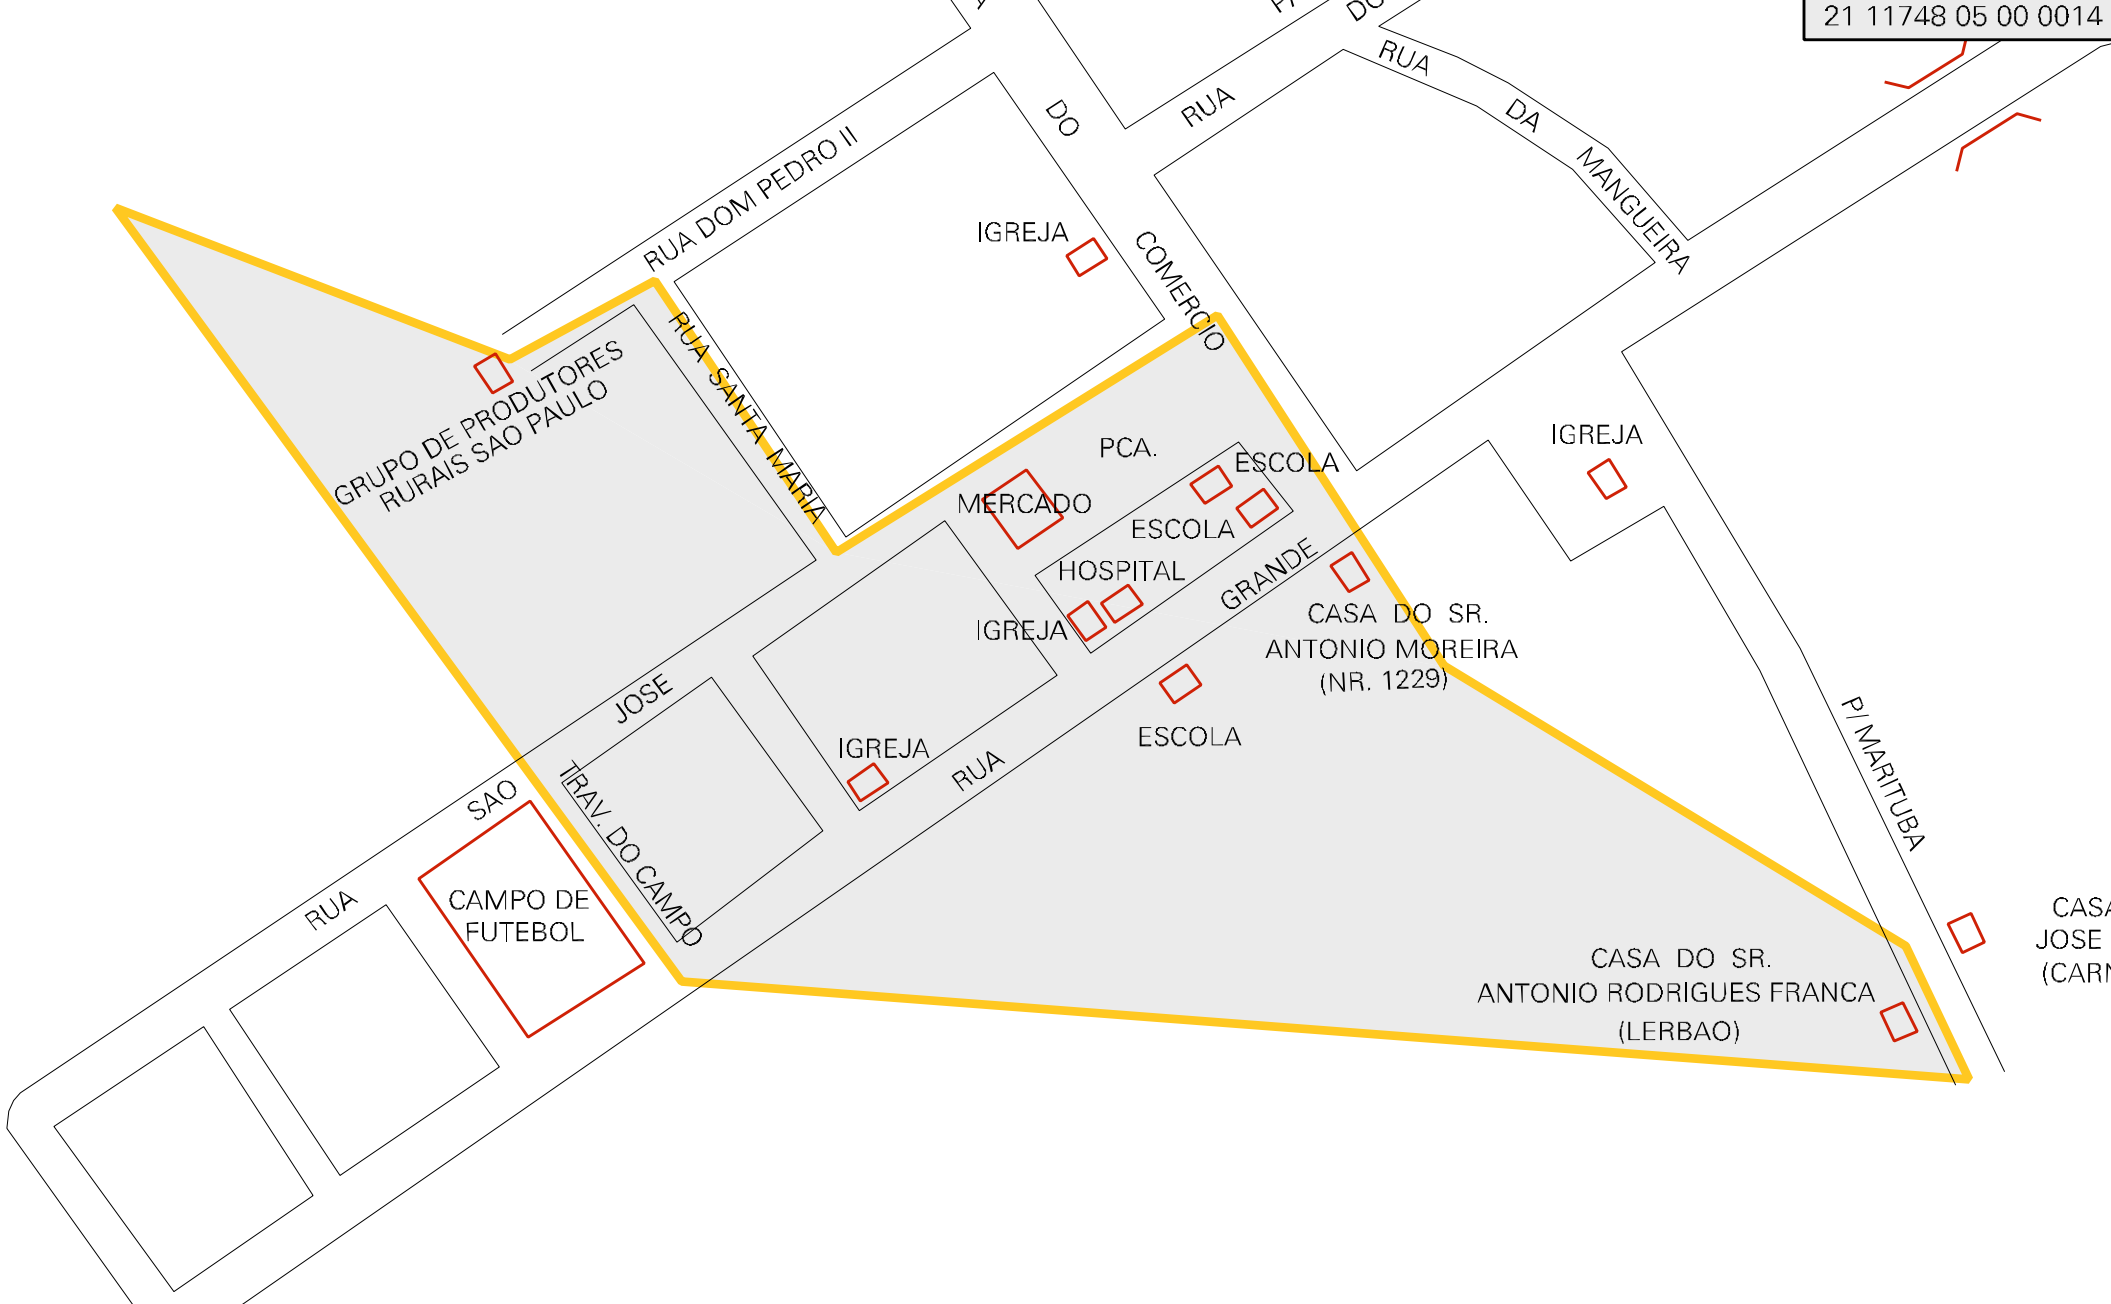 21 11748 05 00 0014
DO
RUA
RUA
DA
MANGUEIRA
DO
COMERCIO
RUA DOM PEDRO II
IGREJA
RUA SANTA MARIA
GRUPO DE PRODUTORES
RURAIS SAO PAULO
PCA.
ESCOLA
MERCADO
ESCOLA
HOSPITAL
IGREJA
GRANDE
IGREJA
CASA DO SR.
ANTONIO MOREIRA
(NR. 1229)
ESCOLA
JOSE
IGREJA
RUA
SAO
TRAV. DO CAMPO
RUA
CAMPO DE
FUTEBOL
P/ MARITUBA
CASA DO SR.
ANTONIO RODRIGUES FRANCA
(LERBAO)
CASA
JOSE